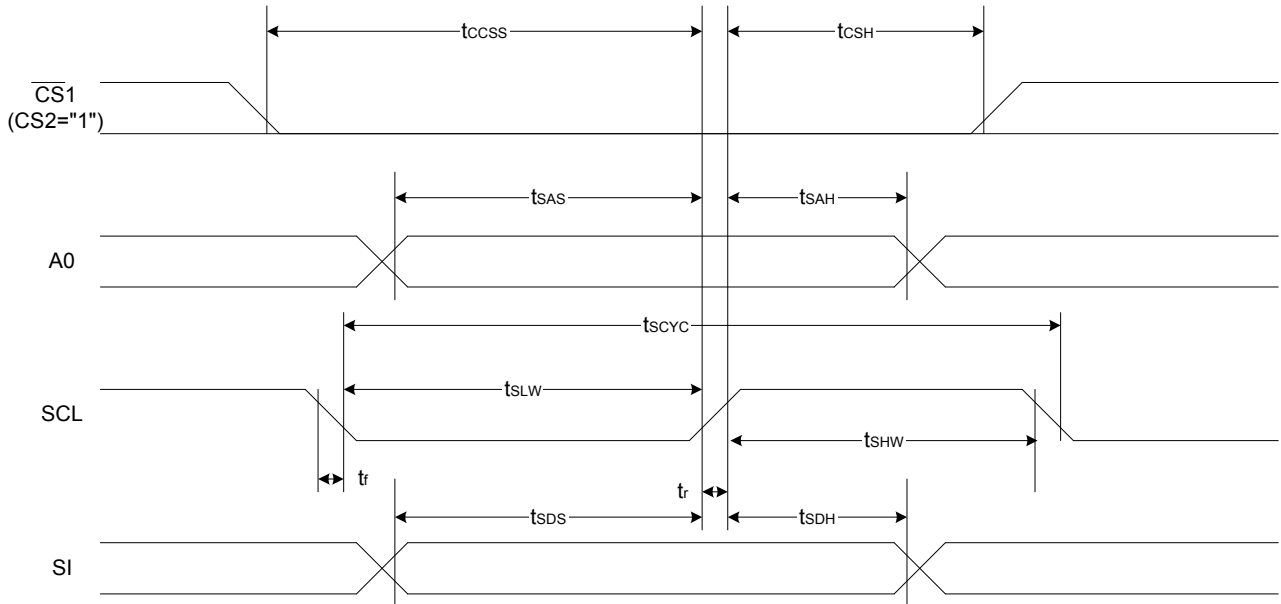 tCCSS
tCSH
CS1
(CS2="1")
tSAS
tSAH
A0
tSCYC
tSLW
SCL
tSHW
tf
tr
tSDS
tSDH
SI